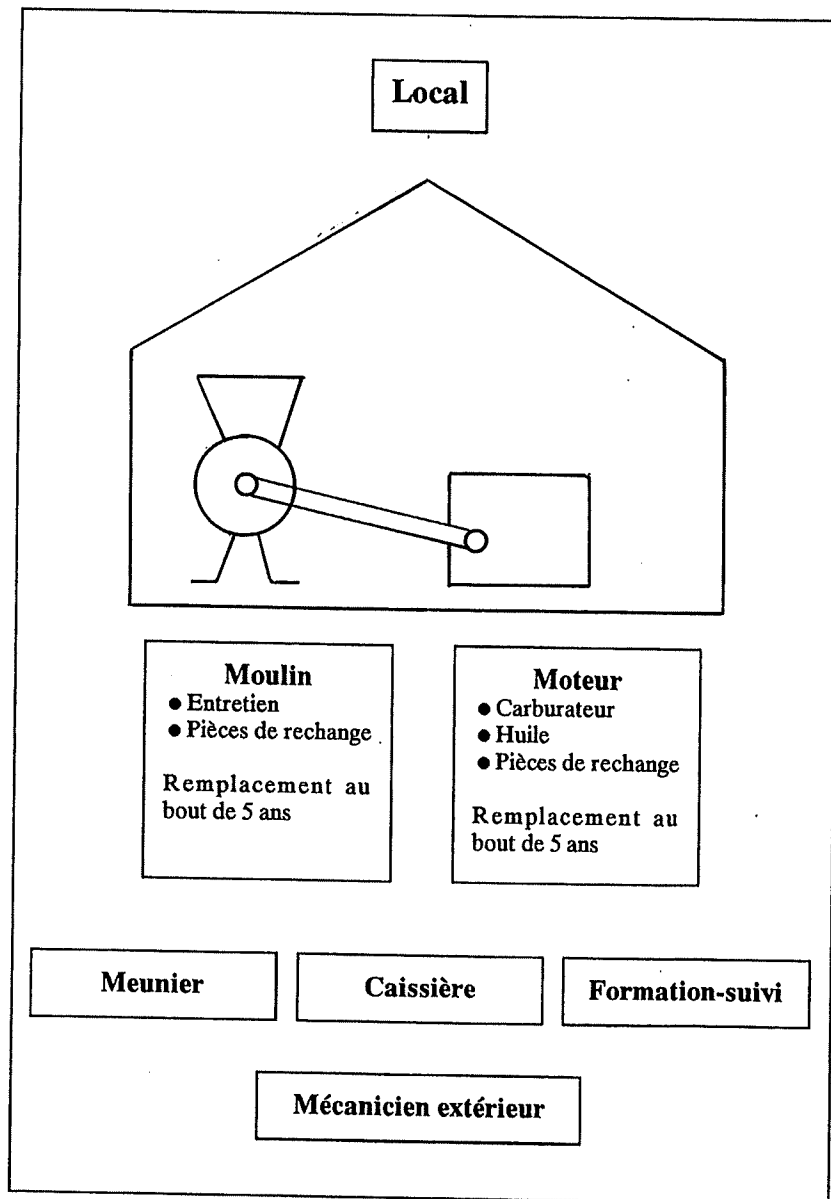 Local
Moulin
● Entretien
● Pièces de rechange
Remplacement au
bout de 5 ans
Moteur
● Carburateur
● Huile
● Pièces de rechange
Remplacement au
bout de 5 ans
Meunier
Caissière
Formation-suivi
Mécanicien extérieur